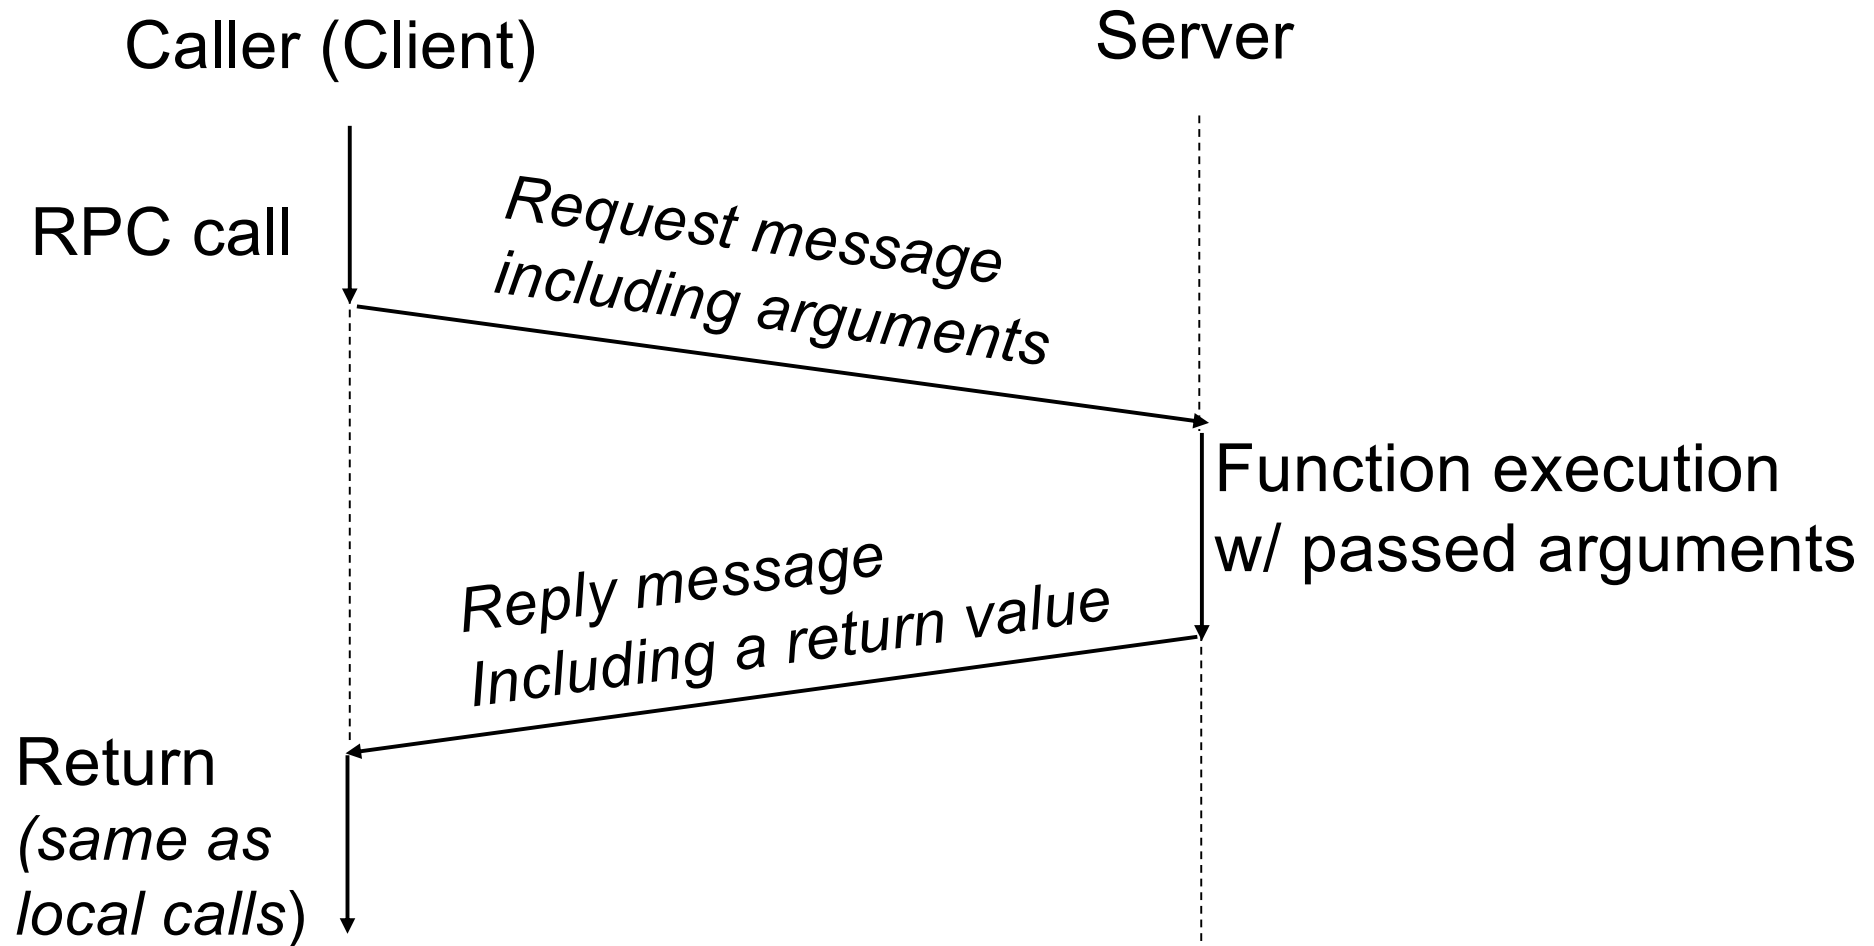 Caller (Client)
Server
RPC call
Request message
including arguments
Function execution
w/ passed arguments
Reply message
Including a return value
Return
(same as
local calls)